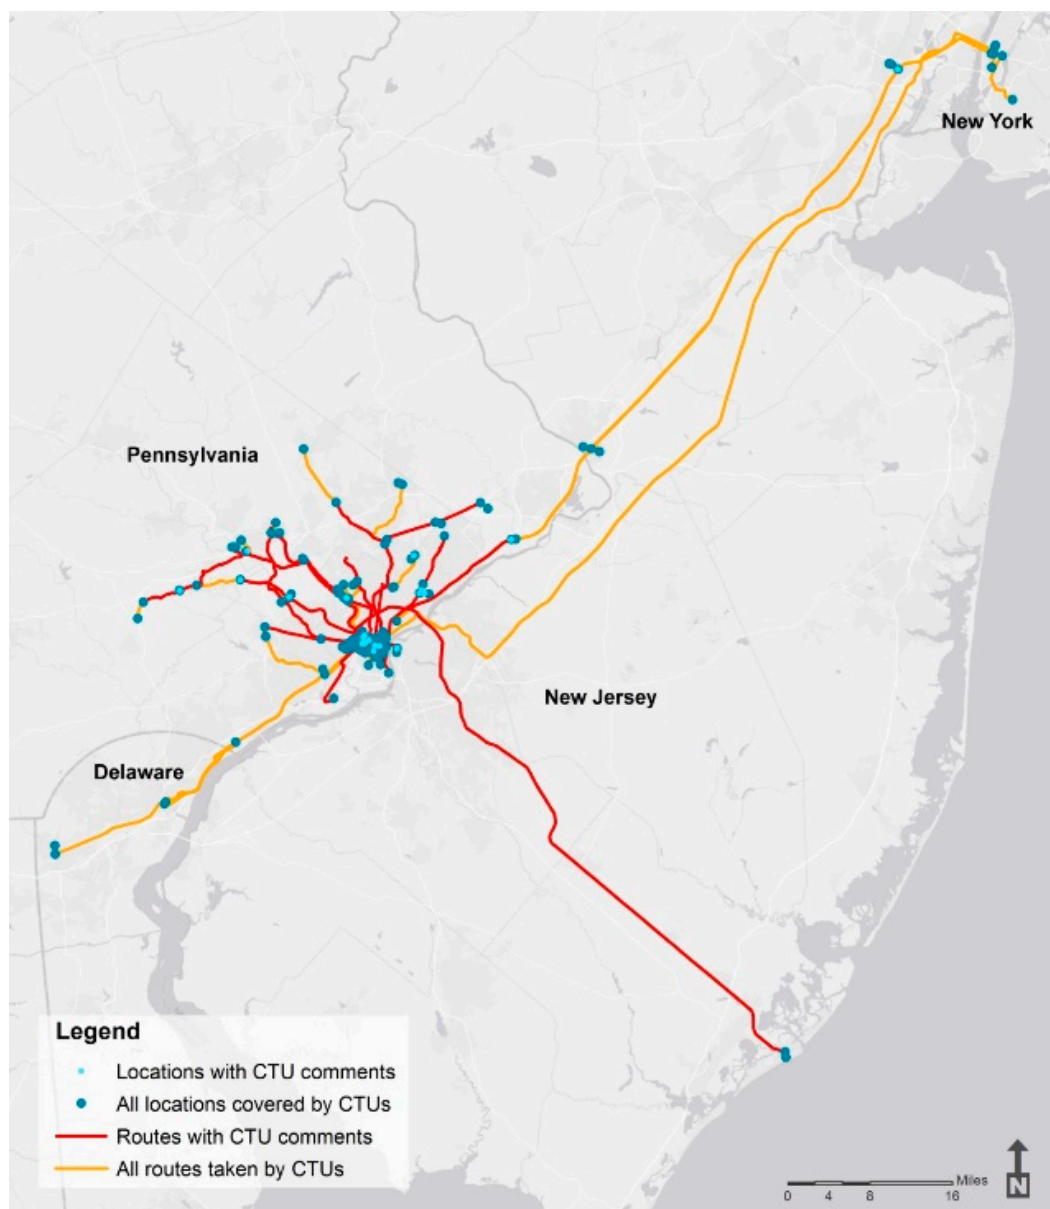 New York
Pennsylvania
New Jersey
Delaware
Legend
Locations with CTU comments
All locations covered by CTUs
Routes with CTU comments
All routes taken by CTUs
Miles
0 4 8 16
N